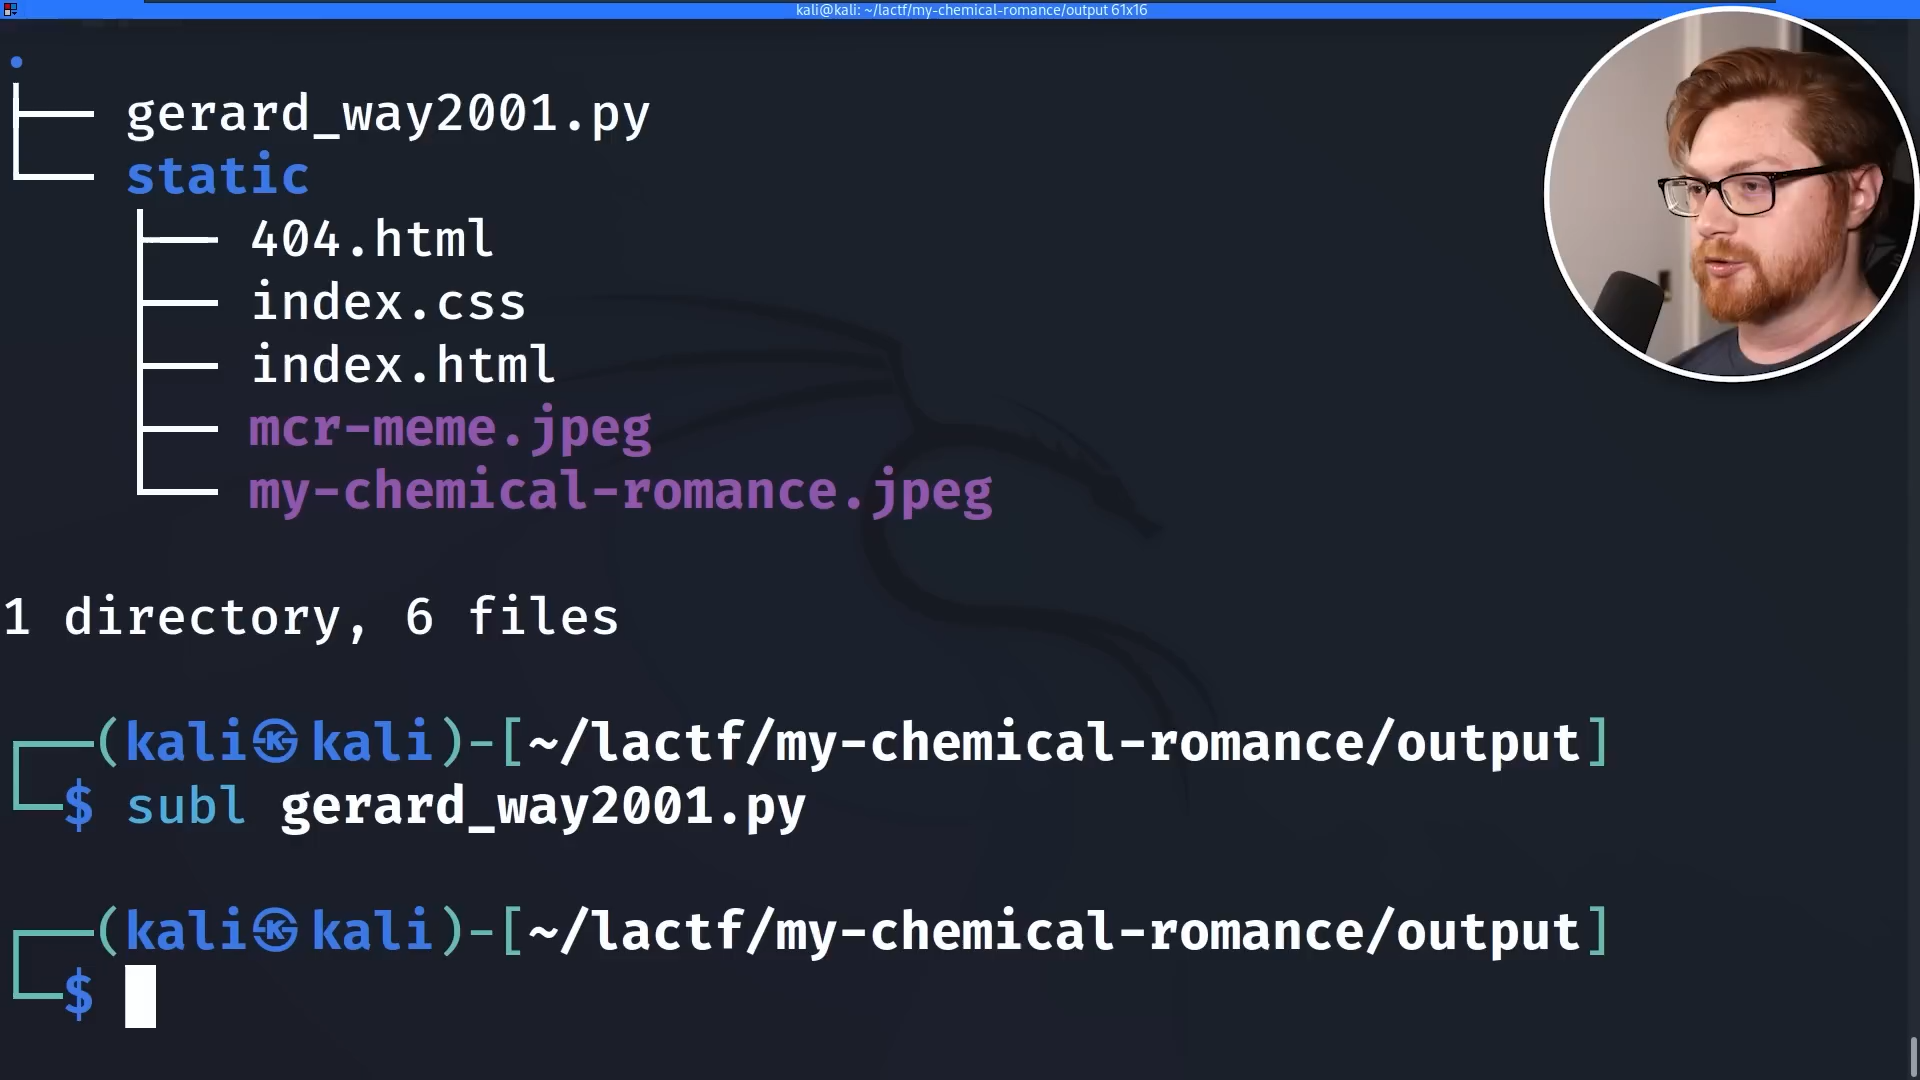 kali@kali: ~/lactf/my-chemical-romance/output 61x16
.
├── gerard_way2001.py
└── static
    ├── 404.html
    ├── index.css
    ├── index.html
    ├── mcr-meme.jpeg
    └── my-chemical-romance.jpeg
1 directory, 6 files
┌──(kali㉿kali)-[~/lactf/my-chemical-romance/output]
└─$ subl gerard_way2001.py
┌──(kali㉿kali)-[~/lactf/my-chemical-romance/output]
└─$